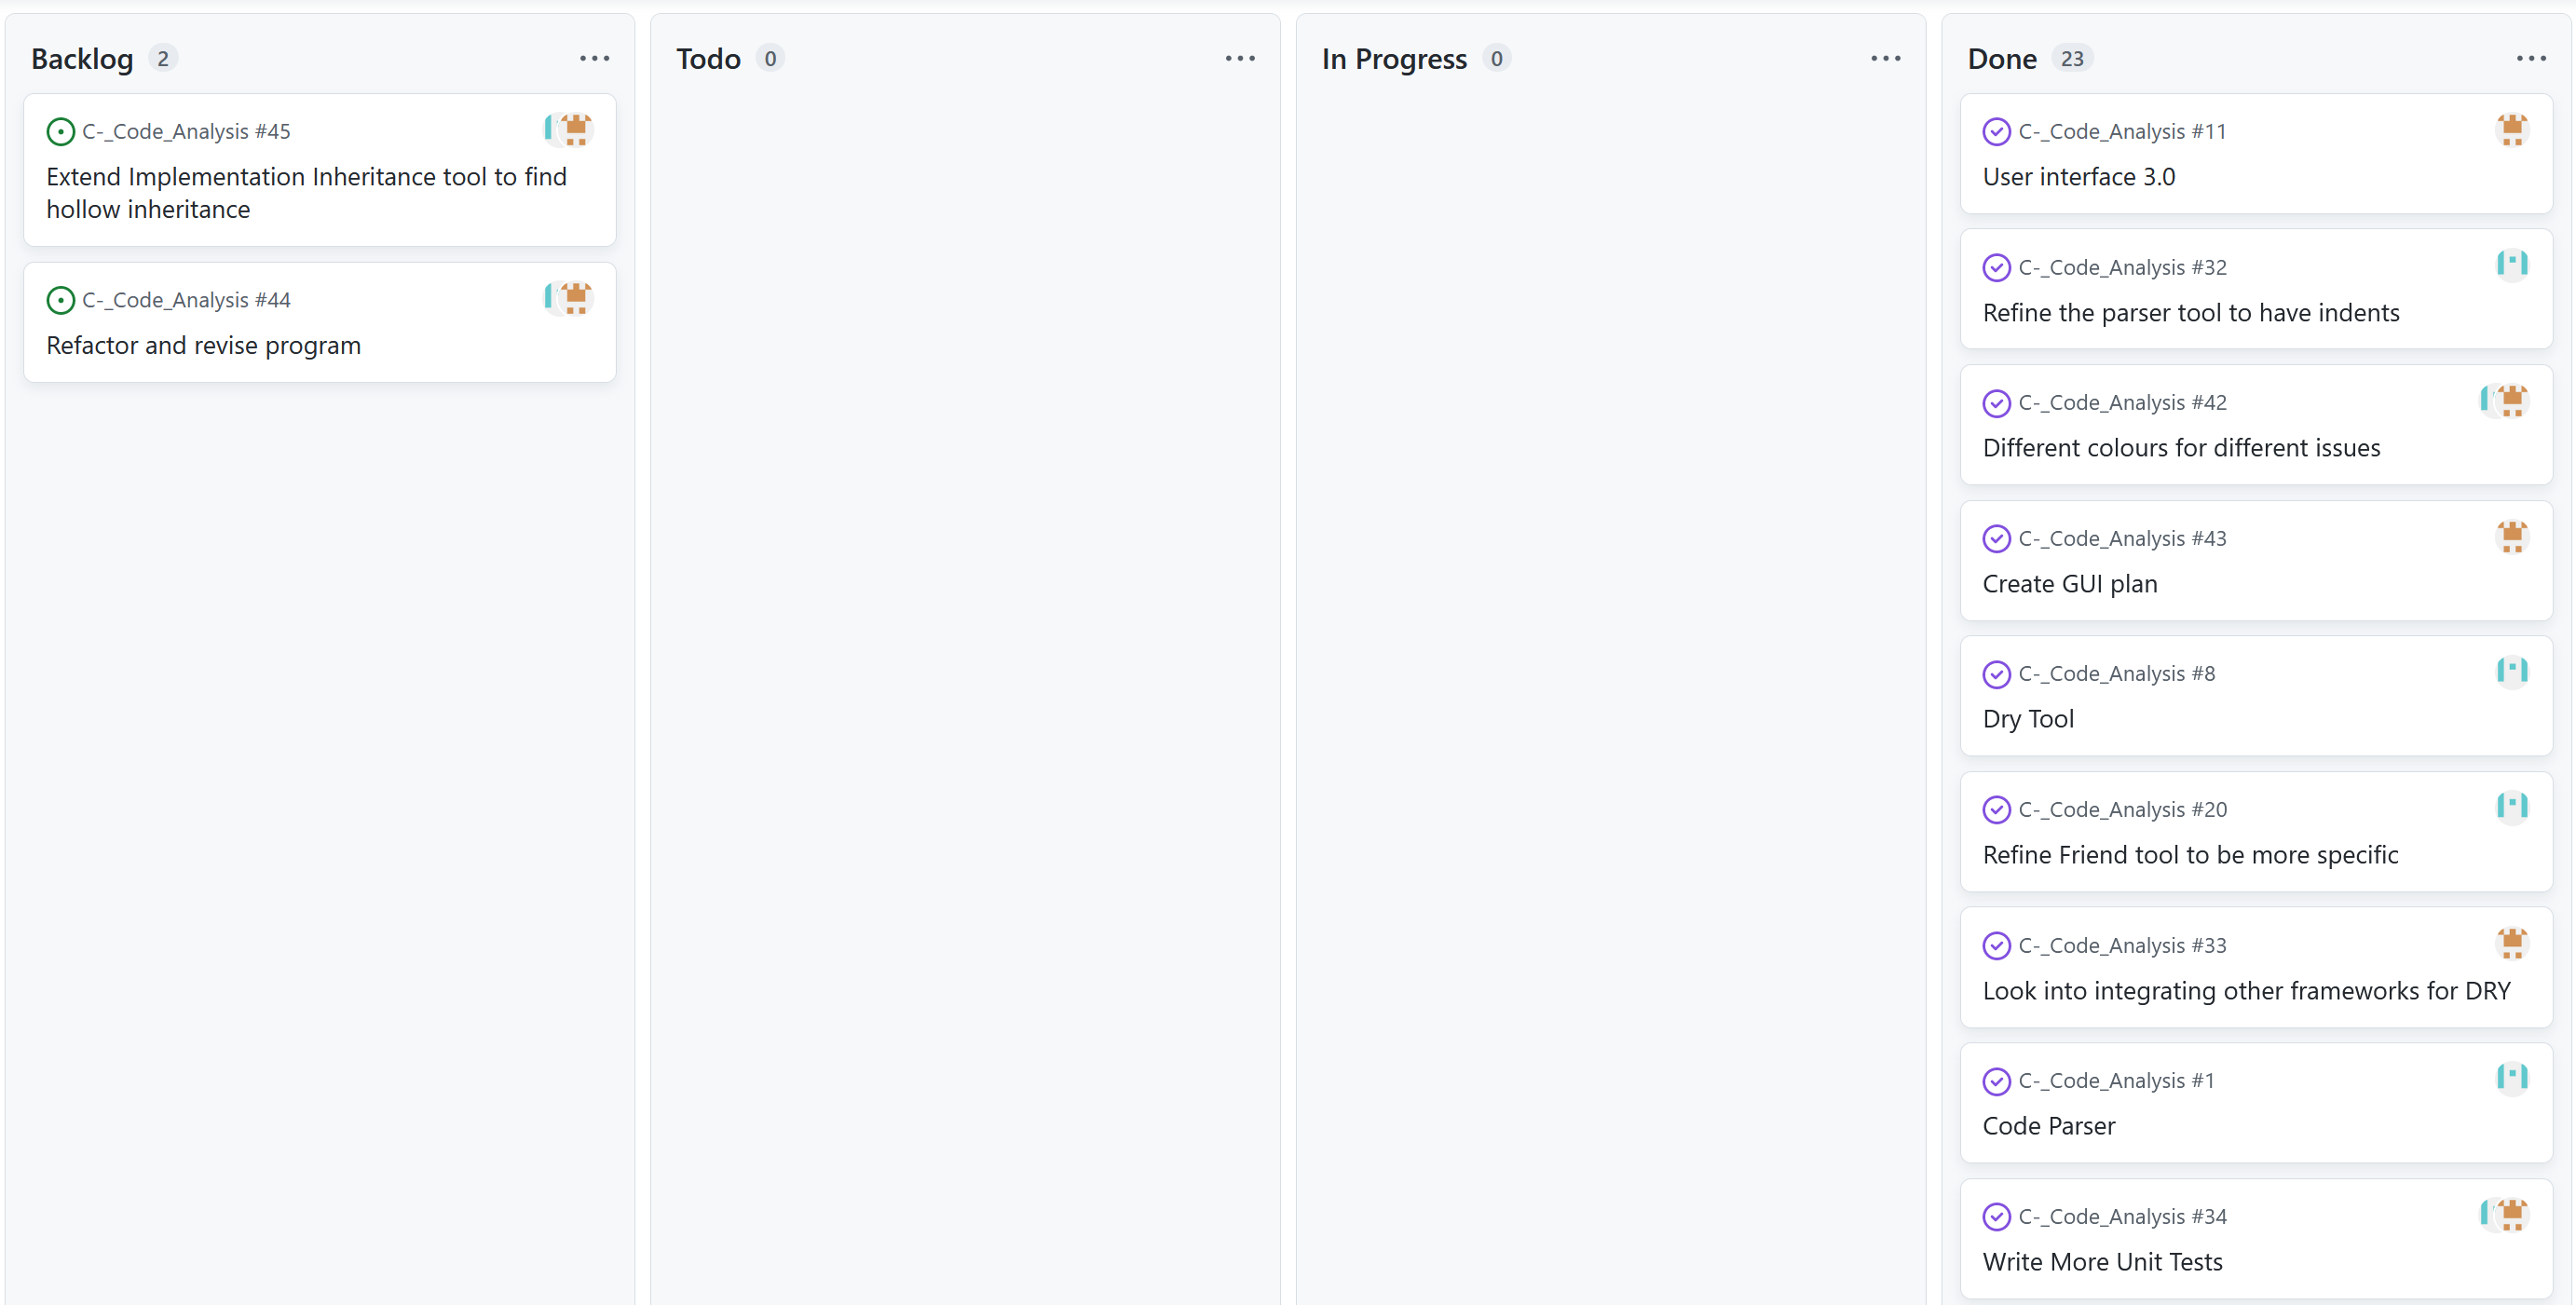 Backlog 2
C-_Code_Analysis #45
Extend Implementation Inheritance tool to find
hollow inheritance
C-_Code_Analysis #44
Refactor and revise program
Todo 0
In Progress 0
Done 23
C-_Code_Analysis #11
User interface 3.0
C-_Code_Analysis #32
Refine the parser tool to have indents
C-_Code_Analysis #42
Different colours for different issues
C-_Code_Analysis #43
Create GUI plan
C-_Code_Analysis #8
Dry Tool
C-_Code_Analysis #20
Refine Friend tool to be more specific
C-_Code_Analysis #33
Look into integrating other frameworks for DRY
C-_Code_Analysis #1
Code Parser
C-_Code_Analysis #34
Write More Unit Tests